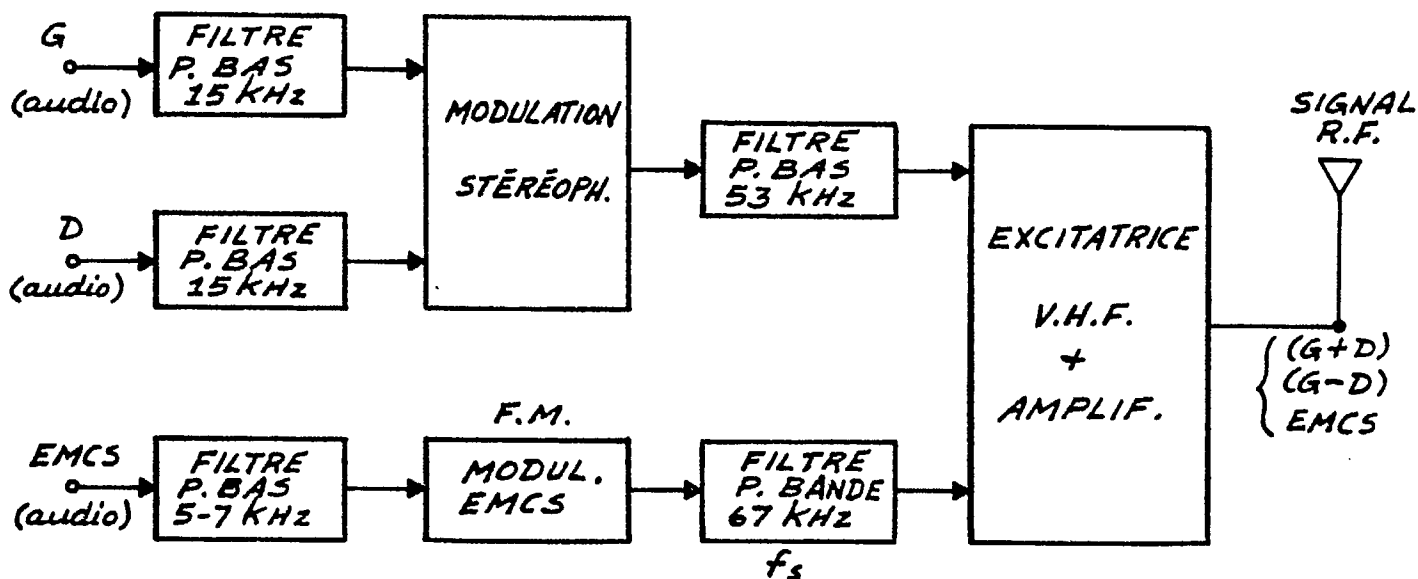 G
(audio)
FILTRE
P. BAS
15 KHz
MODULATION
STÉRÉOPH.
D
(audio)
FILTRE
P. BAS
15 KHz
FILTRE
P. BAS
53 KHz
EXCITATRICE
V.H.F.
+
AMPLIF.
SIGNAL
R.F.
(G+D)
(G-D)
EMCS
EMCS
(audio)
FILTRE
P. BAS
5-7 KHz
F.M.
MODUL.
EMCS
FILTRE
P. BANDE
67 KHz
fs